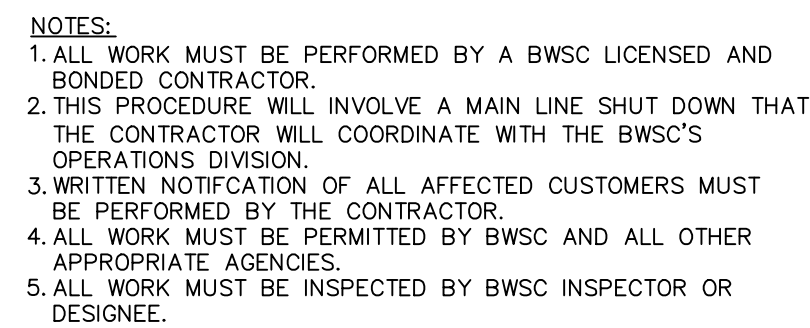 NOTES:
1. ALL WORK MUST BE PERFORMED BY A BWSC LICENSED AND
BONDED CONTRACTOR.
2. THIS PROCEDURE WILL INVOLVE A MAIN LINE SHUT DOWN THAT
THE CONTRACTOR WILL COORDINATE WITH THE BWSC'S
OPERATIONS DIVISION.
3. WRITTEN NOTIFCATION OF ALL AFFECTED CUSTOMERS MUST
BE PERFORMED BY THE CONTRACTOR.
4. ALL WORK MUST BE PERMITTED BY BWSC AND ALL OTHER
APPROPRIATE AGENCIES.
5. ALL WORK MUST BE INSPECTED BY BWSC INSPECTOR OR
DESIGNEE.